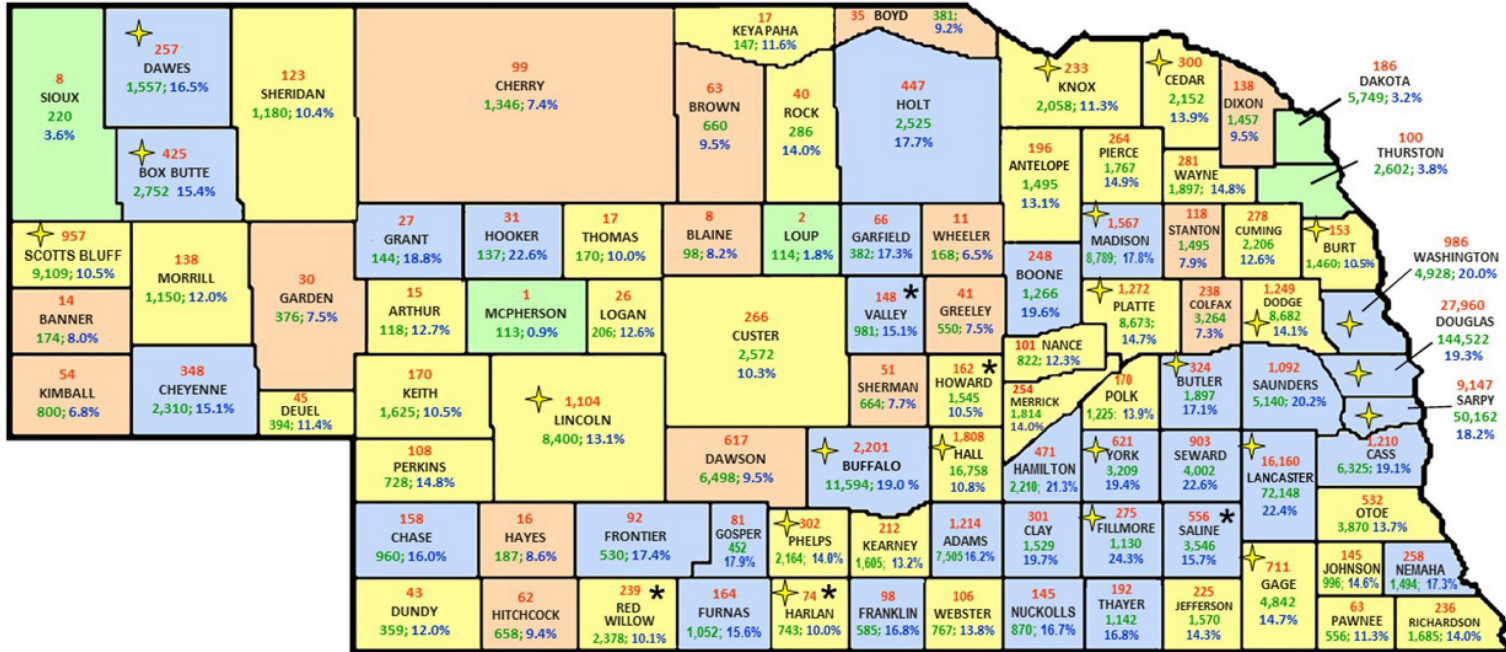 8
SIOUX
220
3.6%
257
DAWES
1,557; 16.5%
425
BOX BUTTE
2,752 15.4%
123
SHERIDAN
1,180; 10.4%
99
CHERRY
1,346; 7.4%
17
KEYA PAHA
147; 11.6%
35 BOYD 381;
9.2%
63
BROWN
660
9.5%
40
ROCK
286
14.0%
447
HOLT
2,525
17.7%
233
KNOX
2,058; 11.3%
300
CEDAR
2,152
13.9%
138
DIXON
1,457
9.5%
186
DAKOTA
5,749; 3.2%
100
THURSTON
2,602; 3.8%
196
ANTELOPE
1,495
13.1%
264
PIERCE
1,767
14.9%
281
WAYNE
1,897; 14.8%
957
SCOTTS BLUFF
9,109; 10.5%
138
MORRILL
1,150; 12.0%
30
GARDEN
376; 7.5%
27
GRANT
144; 18.8%
31
HOOKER
137; 22.6%
17
THOMAS
170; 10.0%
8
BLAINE
98; 8.2%
2
LOUP
114; 1.8%
66
GARFIELD
382; 17.3%
11
WHEELER
168; 6.5%
248
BOONE
1,266
19.6%
1,567
MADISON
8,789; 17.8%
118
STANTON
1,495
7.9%
278
CUMING
2,206
12.6%
153
BURT
1,460; 10.5%
986
WASHINGTON
4,928; 20.0%
14
BANNER
174; 8.0%
15
ARTHUR
118; 12.7%
1
MCPHERSON
113; 0.9%
26
LOGAN
206; 12.6%
266
CUSTER
2,572
10.3%
148 *
VALLEY
981; 15.1%
41
GREELEY
550; 7.5%
101 NANCE
822; 12.3%
1,272
PLATTE
8,673;
14.7%
238
COLFAX
3,264
7.3%
1,249
DODGE
8,682
14.1%
27,960
DOUGLAS
144,522
19.3%
54
KIMBALL
800; 6.8%
348
CHEYENNE
2,310; 15.1%
45
DEUEL
394; 11.4%
170
KEITH
1,625; 10.5%
1,104
LINCOLN
8,400; 13.1%
51
SHERMAN
664; 7.7%
162 *
HOWARD
1,545
10.5%
254
MERRICK
1,814
14.0%
170
POLK
1,225; 13.9%
324
BUTLER
1,897
17.1%
1,092
SAUNDERS
5,140; 20.2%
9,147
SARPY
50,162
18.2%
108
PERKINS
728; 14.8%
617
DAWSON
6,498; 9.5%
2,201
BUFFALO
11,594; 19.0 %
1,808
HALL
16,758
10.8%
471
HAMILTON
2,210; 21.3%
621
YORK
3,209
19.4%
903
SEWARD
4,002
22.6%
16,160
LANCASTER
72,148
22.4%
1,210
CASS
6,325; 19.1%
532
OTOE
3,870 13.7%
158
CHASE
960; 16.0%
16
HAYES
187; 8.6%
92
FRONTIER
530; 17.4%
81
GOSPER
452
17.9%
302
PHELPS
2,164; 14.0%
212
KEARNEY
1,605; 13.2%
1,214
ADAMS
7,505 16.2%
301
CLAY
1,529
19.7%
275
FILLMORE
1,130
24.3%
556 *
SALINE
3,546
15.7%
711
GAGE
4,842
14.7%
145
JOHNSON
996; 14.6%
258
NEMAHA
1,494; 17.3%
43
DUNDY
359; 12.0%
62
HITCHCOCK
658; 9.4%
239 *
RED
WILLOW
2,378; 10.1%
164
FURNAS
1,052; 15.6%
74 *
HARLAN
743; 10.0%
98
FRANKLIN
585; 16.8%
106
WEBSTER
767; 13.8%
145
NUCKOLLS
870; 16.7%
192
THAYER
1,142
16.8%
225
JEFFERSON
1,570
14.3%
63
PAWNEE
556; 11.3%
236
RICHARDSON
1,685; 14.0%